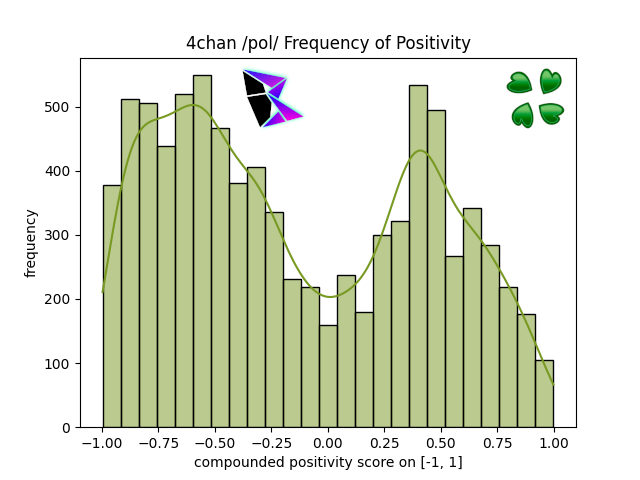 4chan /pol/ Frequency of Positivity
500
400
300
200
100
0
frequency
−1.00 −0.75 −0.50 −0.25 0.00 0.25 0.50 0.75 1.00
compounded positivity score on [-1, 1]